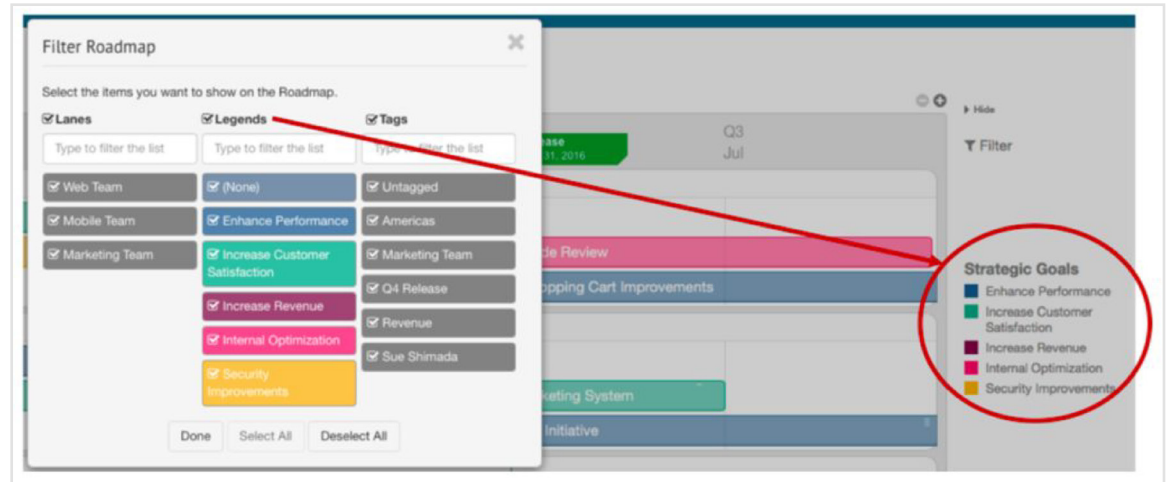 Filter Roadmap
Select the items you want to show on the Roadmap.
Lanes
Legends
Tags
Type to filter the list
Type to filter the list
Type to filter the list
Web Team
Mobile Team
Marketing Team
(None)
Enhance Performance
Increase Customer
Satisfaction
Increase Revenue
Internal Optimization
Security
Improvements
Untagged
Americas
Marketing Team
Q4 Release
Revenue
Sue Shimada
Done
Select All
Deselect All
31, 2016
Q3
Jul
Review
Cart Improvements
System
Initiative
Hide
Filter
Strategic Goals
Enhance Performance
Increase Customer
Satisfaction
Increase Revenue
Internal Optimization
Security Improvements